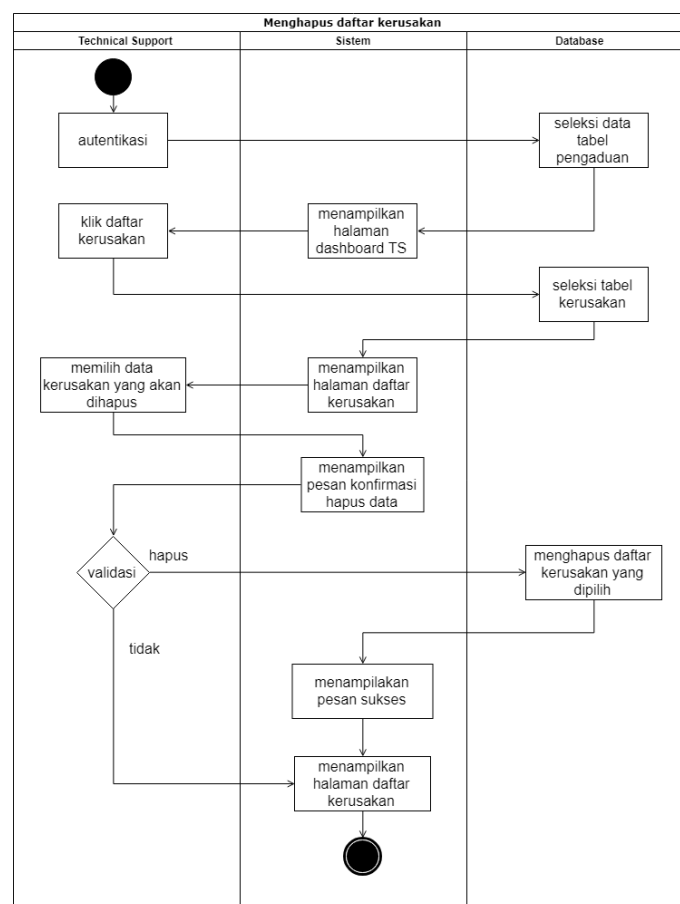 Menghapus daftar kerusakan
Technical Support
Sistem
Database
autentikasi
seleksi data
tabel
pengaduan
klik daftar
kerusakan
menampilkan
halaman
dashboard TS
seleksi tabel
kerusakan
memilih data
kerusakan yang akan
dihapus
menampilkan
halaman daftar
kerusakan
menampilkan
pesan konfirmasi
hapus data
validasi
hapus
menghapus daftar
kerusakan yang
dipilih
tidak
menampilakan
pesan sukses
menampilkan
halaman daftar
kerusakan